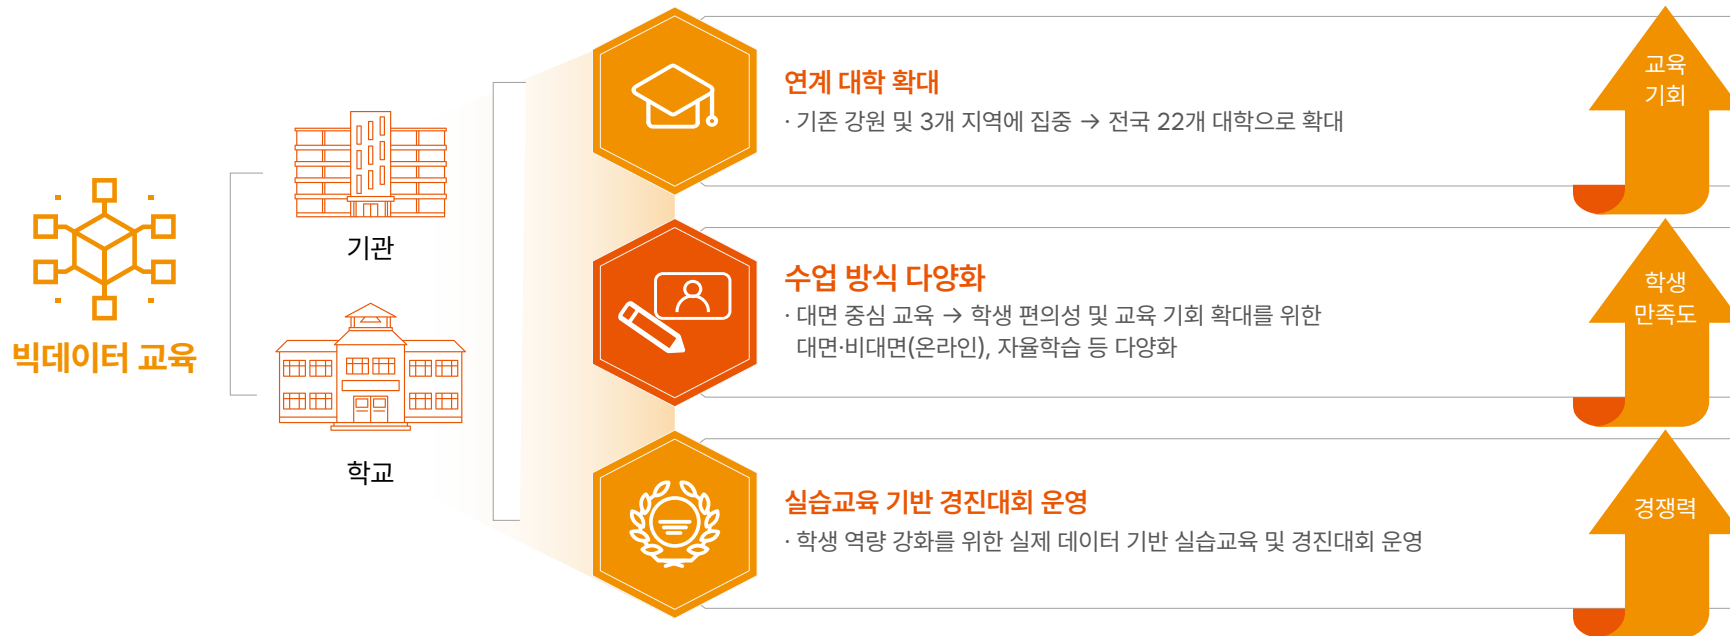 빅데이터 교육
기관
학교
연계 대학 확대
· 기존 강원 및 3개 지역에 집중 → 전국 22개 대학으로 확대
교육
기회
수업 방식 다양화
· 대면 중심 교육 → 학생 편의성 및 교육 기회 확대를 위한
대면·비대면(온라인), 자율학습 등 다양화
학생
만족도
실습교육 기반 경진대회 운영
· 학생 역량 강화를 위한 실제 데이터 기반 실습교육 및 경진대회 운영
경쟁력